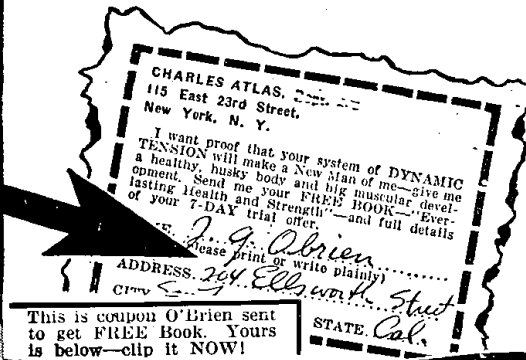 CHARLES ATLAS,
115 East 23rd Street,
New York, N. Y.
I want proof that your system of DYNAMIC
TENSION will make a New Man of me—give me
a healthy, husky body and big muscular devel-
opment. Send me your FREE BOOK—"Ever-
lasting Health and Strength"—and full details
of your 7-DAY trial offer.
J. G. Obrien
(Please print or write plainly)
ADDRESS. 204 Ellsworth Street
CITY
STATE. Cal.
This is coupon O'Brien sent
to get FREE Book. Yours
is below—clip it NOW!